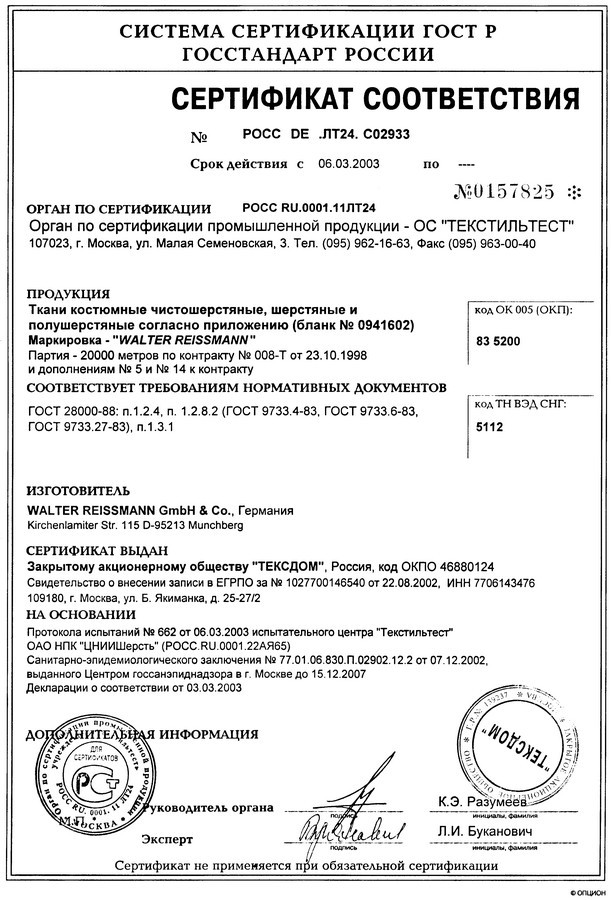 СИСТЕМА СЕРТИФИКАЦИИ ГОСТ Р
ГОССТАНДАРТ РОССИИ
СЕРТИФИКАТ СООТВЕТСТВИЯ
№ РОСС DE .ЛТ24. С02933
Срок действия с 06.03.2003 по ----
№0157825
ОРГАН ПО СЕРТИФИКАЦИИ РОСС RU.0001.11ЛТ24
Орган по сертификации промышленной продукции - ОС "ТЕКСТИЛЬТЕСТ"
107023, г. Москва, ул. Малая Семеновская, 3. Тел. (095) 962-16-63, Факс (095) 963-00-40
ПРОДУКЦИЯ
Ткани костюмные чистошерстяные, шерстяные и
полушерстяные согласно приложению (бланк № 0941602)
Маркировка - "WALTER REISSMANN"
Партия - 20000 метров по контракту № 008-Т от 23.10.1998
и дополнениям № 5 и № 14 к контракту
код ОК 005 (ОКП):
83 5200
СООТВЕТСТВУЕТ ТРЕБОВАНИЯМ НОРМАТИВНЫХ ДОКУМЕНТОВ
ГОСТ 28000-88: п.1.2.4, п. 1.2.8.2 (ГОСТ 9733.4-83, ГОСТ 9733.6-83,
ГОСТ 9733.27-83), п.1.3.1
код ТН ВЭД СНГ:
5112
ИЗГОТОВИТЕЛЬ
WALTER REISSMANN GmbH & Co., Германия
Kirchenlamiter Str. 115 D-95213 Munchberg
СЕРТИФИКАТ ВЫДАН
Закрытому акционерному обществу "ТЕКСДОМ", Россия, код ОКПО 46880124
Свидетельство о внесении записи в ЕГРПО за № 1027700146540 от 22.08.2002, ИНН 7706143476
109180, г. Москва, ул. Б. Якиманка, д. 25-27/2
НА ОСНОВАНИИ
Протокола испытаний № 662 от 06.03.2003 испытательного центра "Текстильтест"
ОАО НПК "ЦНИИШерсть" (РОСС.RU.0001.22АЯ65)
Санитарно-эпидемиологического заключения № 77.01.06.830.П.02902.12.2 от 07.12.2002,
выданного Центром госсанэпиднадзора в г. Москве до 15.12.2007
Декларации о соответствии от 03.03.2003
ДОПОЛНИТЕЛЬНАЯ ИНФОРМАЦИЯ
ДЛЯ
СЕРТИФИКАТОВ
РОСС RU. 0001. 11 ЛТ24
МОСКВА
"ТЕКСДОМ"
М.П.
Руководитель органа
подпись
К.Э. Разумеев
инициалы, фамилия
Эксперт
подпись
Л.И. Буканович
инициалы, фамилия
Сертификат не применяется при обязательной сертификации
© ОПЦИОН